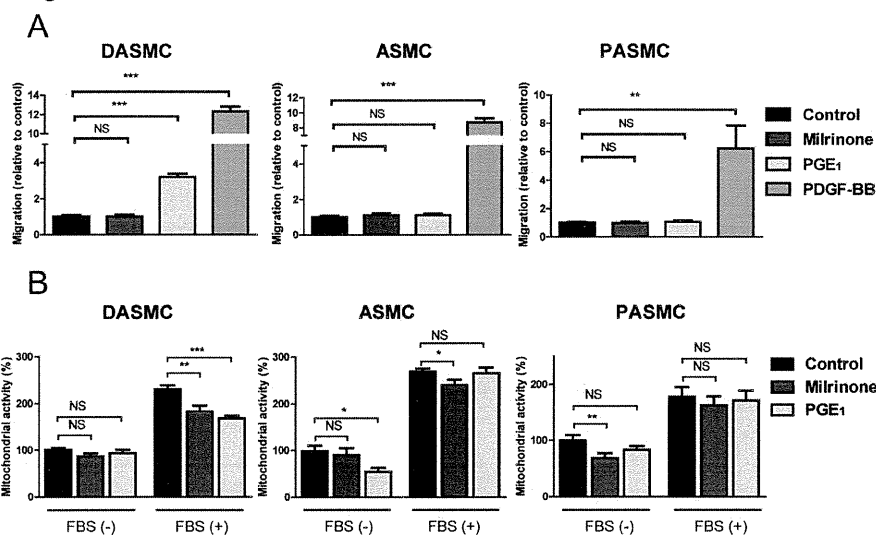 A
DASMC
ASMC
PASMC
Migration (relative to control)
14
12
10
4
2
0
***
***
NS
Migration (relative to control)
12
10
8
4
2
0
***
NS
NS
Migration (relative to control)
10
8
6
4
2
0
**
NS
NS
Control
Milrinone
PGE₁
PDGF-BB
B
DASMC
ASMC
PASMC
Mitochondrial activity (%)
300
200
100
0
NS
NS
***
**
FBS (-)
FBS (+)
Mitochondrial activity (%)
300
200
100
0
*
NS
NS
*
FBS (-)
FBS (+)
Mitochondrial activity (%)
200
100
0
NS
**
NS
NS
FBS (-)
FBS (+)
Control
Milrinone
PGE₁